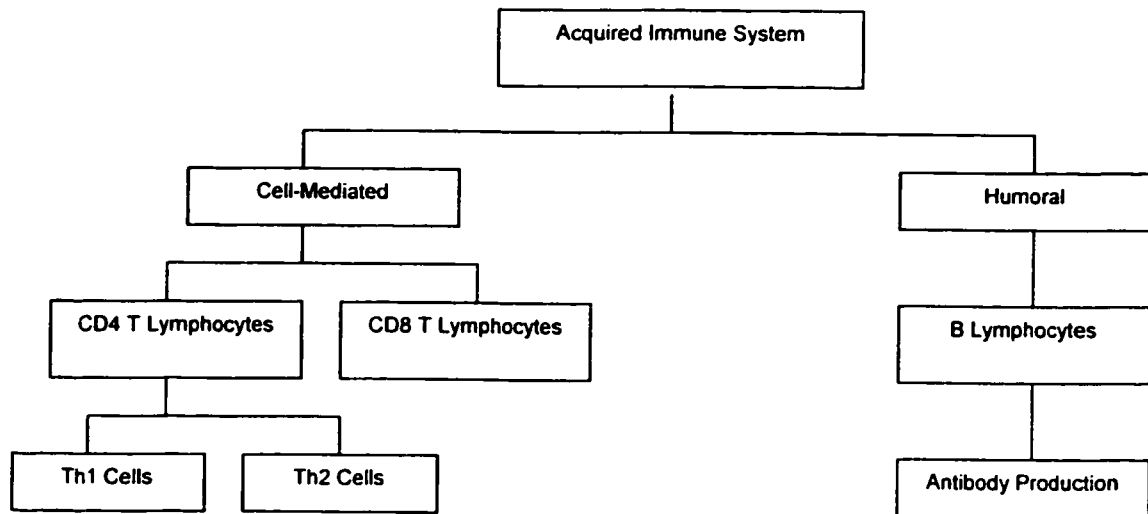 Acquired Immune System
Cell-Mediated
Humoral
CD4 T Lymphocytes
CD8 T Lymphocytes
B Lymphocytes
Th1 Cells
Th2 Cells
Antibody Production